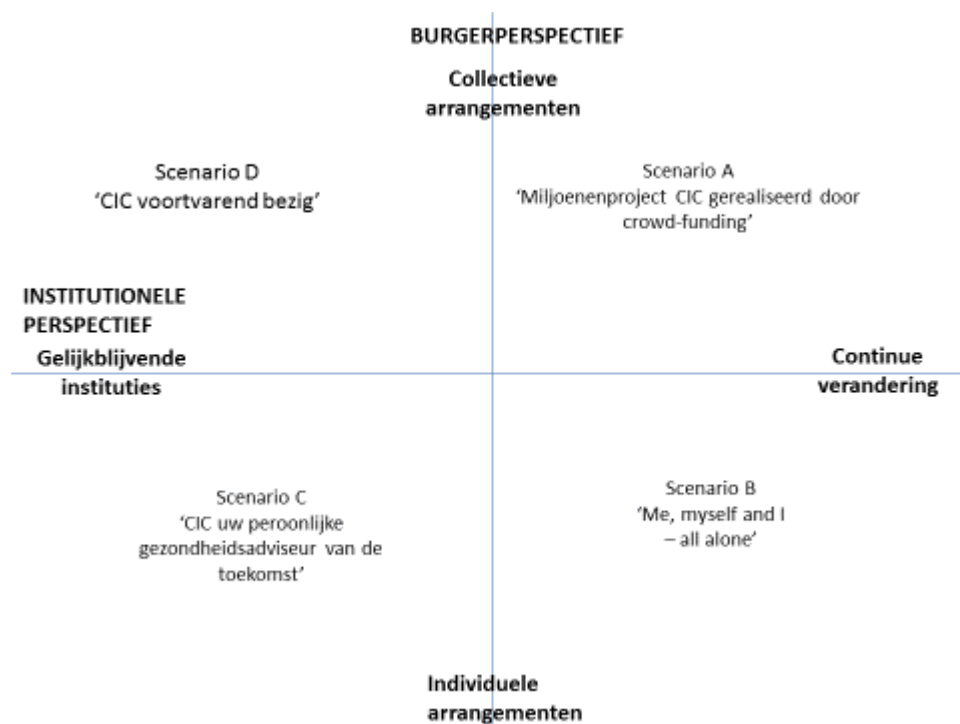 BURGERPERSPECTIEF
Collectieve
arrangementen
Scenario D
‘CIC voortvarend bezig’
Scenario A
‘Miljoenenproject CIC gerealiseerd door
crowd-funding’
INSTITUTIONELE
PERSPECTIEF
Gelijkblijvende
instituties
Continue
verandering
Scenario C
‘CIC uw peroonlijke
gezondheidsadviseur van de
toekomst’
Scenario B
‘Me, myself and I
– all alone’
Individuele
arrangementen